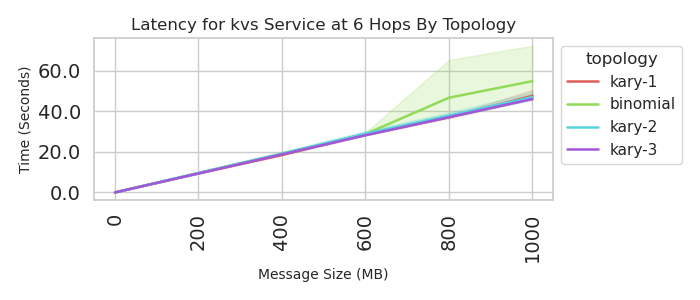 Latency for kvs Service at 6 Hops By Topology
Time (Seconds)
60.0
40.0
20.0
0.0
0
200
400
600
800
1000
Message Size (MB)
topology
kary-1
binomial
kary-2
kary-3